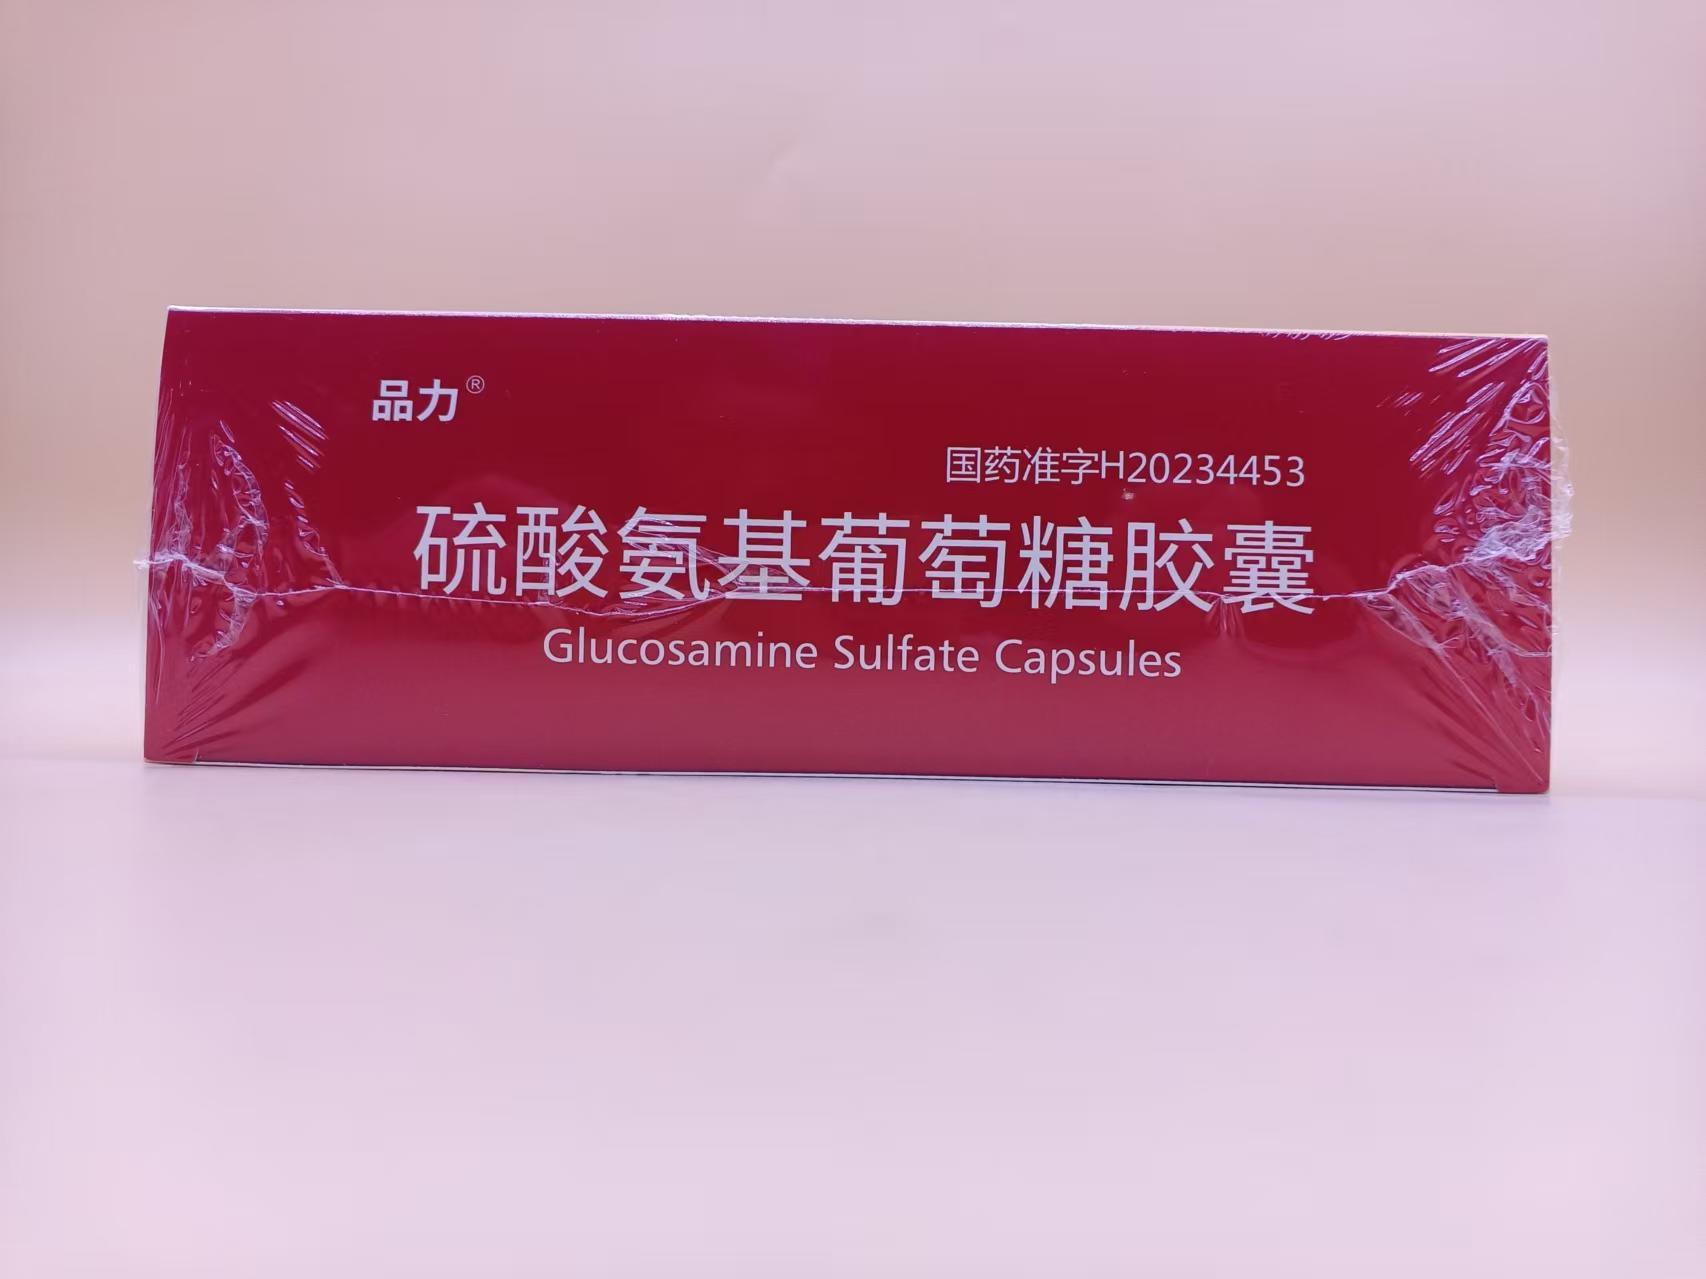 品力®
国药准字H20234453
硫酸氨基葡萄糖胶囊
Glucosamine Sulfate Capsules